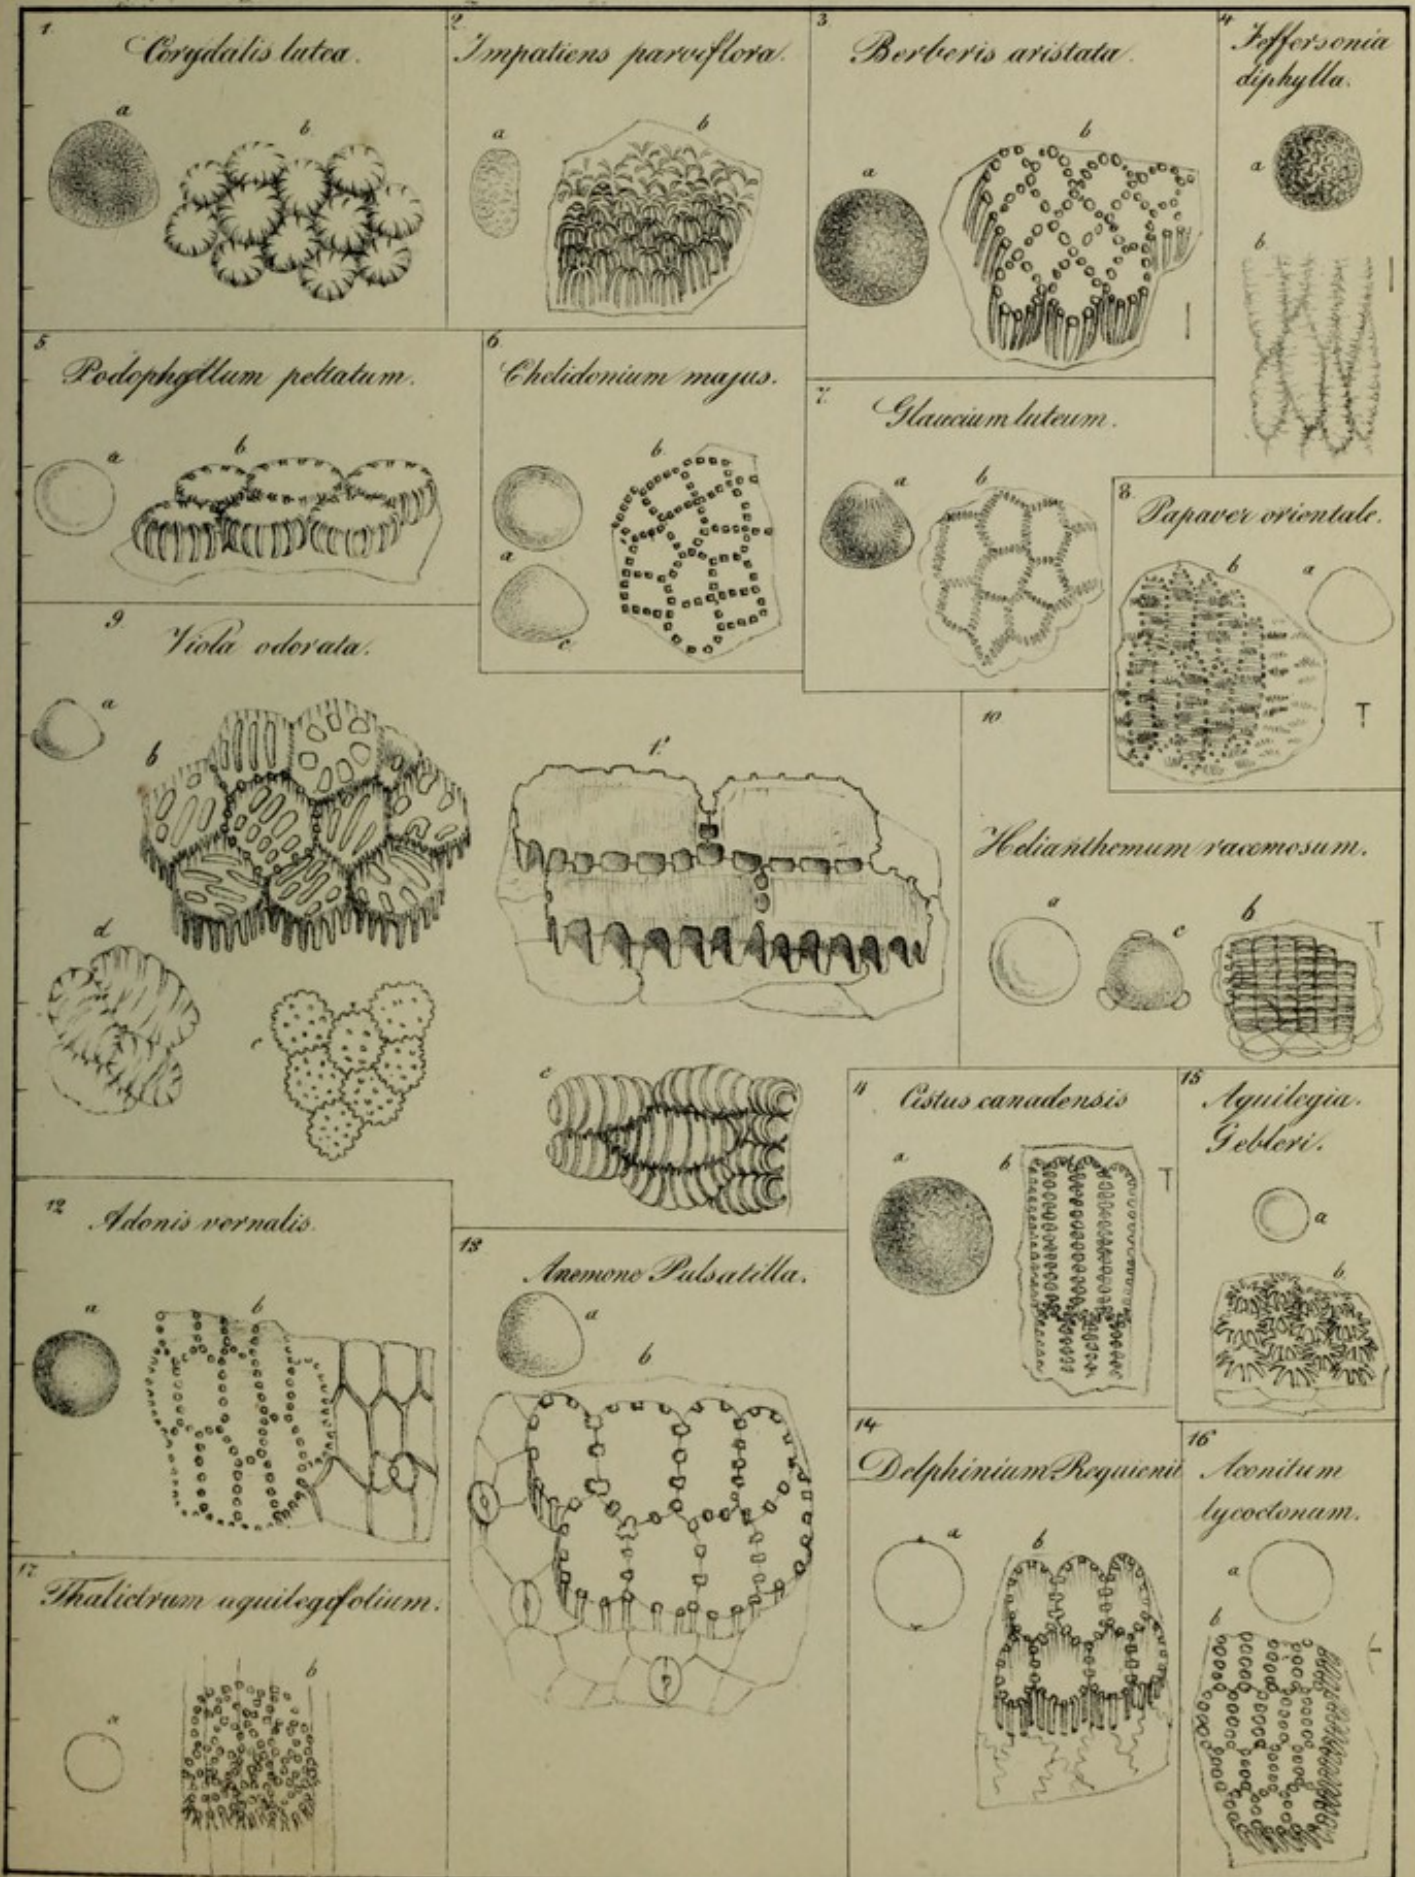 1.
Corydalis lutea.
a
b
2.
Impatiens parviflora.
a
b
3
Berberis aristata.
a
b
4
Jeffersonia
diphylla.
a
b.
5.
Podophyllum peltatum.
a
b
6.
Chelidonium majus.
b
a
c.
7.
Glaucium luteum.
a
b
8.
Papaver orientale.
b
a
9.
Viola odorata.
a
b
d
c
f.
e
10
Helianthemum racemosum.
a
c
b
11
Cistus canadensis
a
b
15
Aquilegia.
Gebleri.
a
b.
12
Adonis vernalis.
a
b
13
Anemone Pulsatilla.
a
b
14
Delphinium Requienii
a
b
16
Aconitum
lycoctonum.
a
b
17
Thalictrum aquilegifolium.
a
b